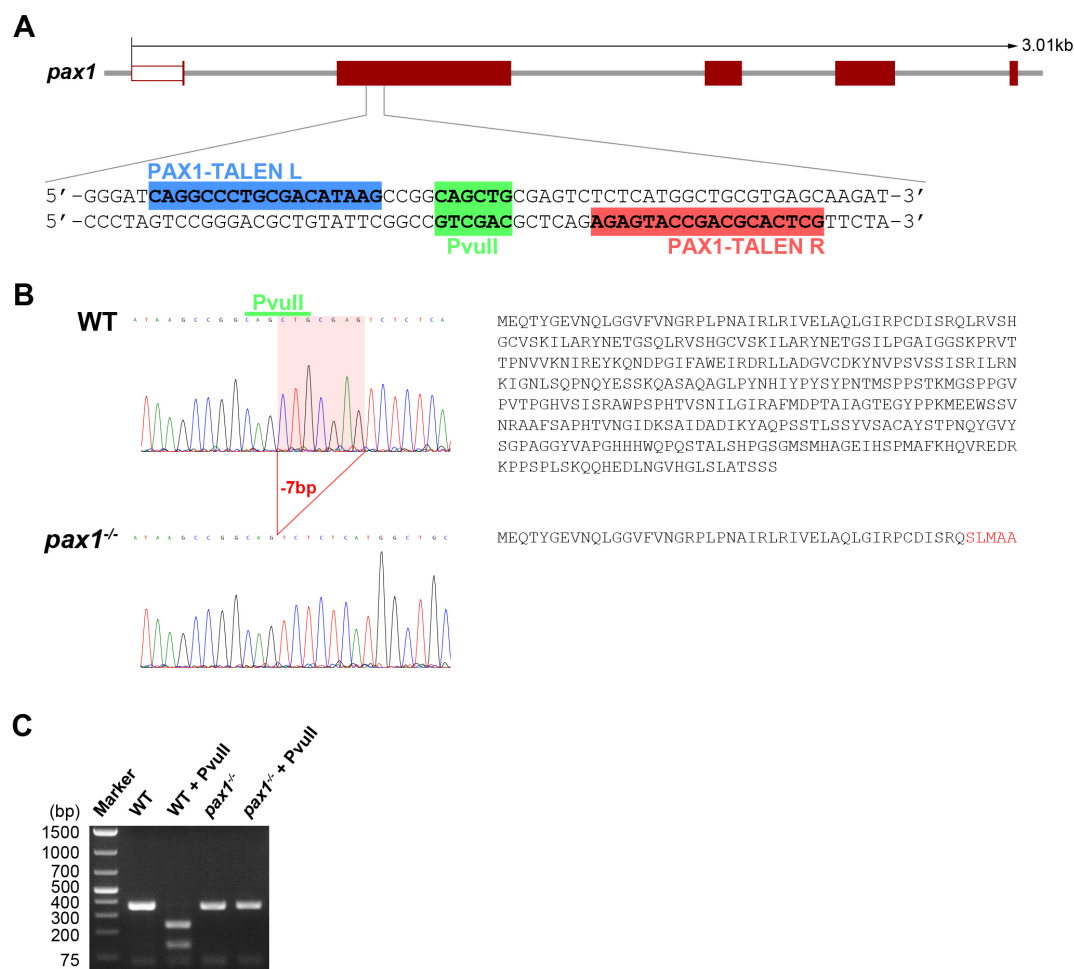 A
3.01kb
pax1
PAX1-TALEN L
5′-GGGATCAGGCCCTGCGACATAAGCCGGCAGCTGCGAGTCTCTCATGGCTGCGTGAGCAAGAT-3′
5′-CCCTAGTCCGGGACGCTGTATTCGGCCGTCGACGCTCAGAGAGTACCGACGCACTCGTTCTA-3′
PvuII
PAX1-TALEN R
B
PvuII
WT
ATAAGCCGGCAGCTGCGAGTCTCTCA
-7bp
MEQTYGEVNQLGGVFVNGRPLPNAIRLRIVELAQLGIRPCDISRQLRVSH
GCVSKILARYNETGSQLRVSHGCVSKILARYNETGSILPGAIGGSKPRVT
TPNVVKNIREYKQNDPGIFAWEIRDRLLADGVCDKYNVPSVSSISRILRN
KIGNLSQPNQYESSKQASAQAGLPYNHIYPYSYPNTMSPPSTKMGSPPGV
PVTPGHVSISRAWPSPHTVSNILGIRAFMDPTAIAGTEGYPPKMEEWSSV
NRAAFSAPHTVNGIDKSAIDADIKYAQPSSTLSSYVSACAYSTPNQYGVY
SGPAGGYVAPGHHHWQPQSTALSHPGSGMSMHAGEIHSPMAFKHQVREDR
KPPSPLSKQQHEDLNGVHGLSLATSSS
pax1-/-
ATAAGCCGGCAGTCTCTCATGGCTGC
MEQTYGEVNQLGGVFVNGRPLPNAIRLRIVELAQLGIRPCDISRQSLMAA
C
(bp)
Marker
WT
WT + PvuII
pax1-/-
pax1-/- + PvuII
1500
1000
700
500
400
300
200
75